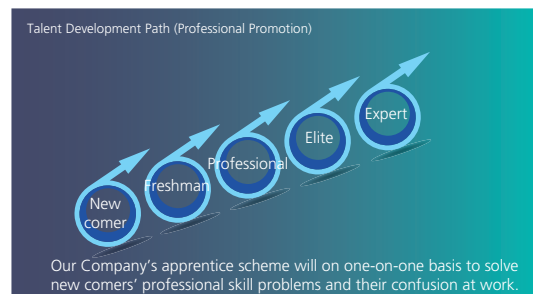 Talent Development Path (Professional Promotion)
Expert
Elite
Professional
Freshman
New
comer
Our Company's apprentice scheme will on one-on-one basis to solve
new comers' professional skill problems and their confusion at work.